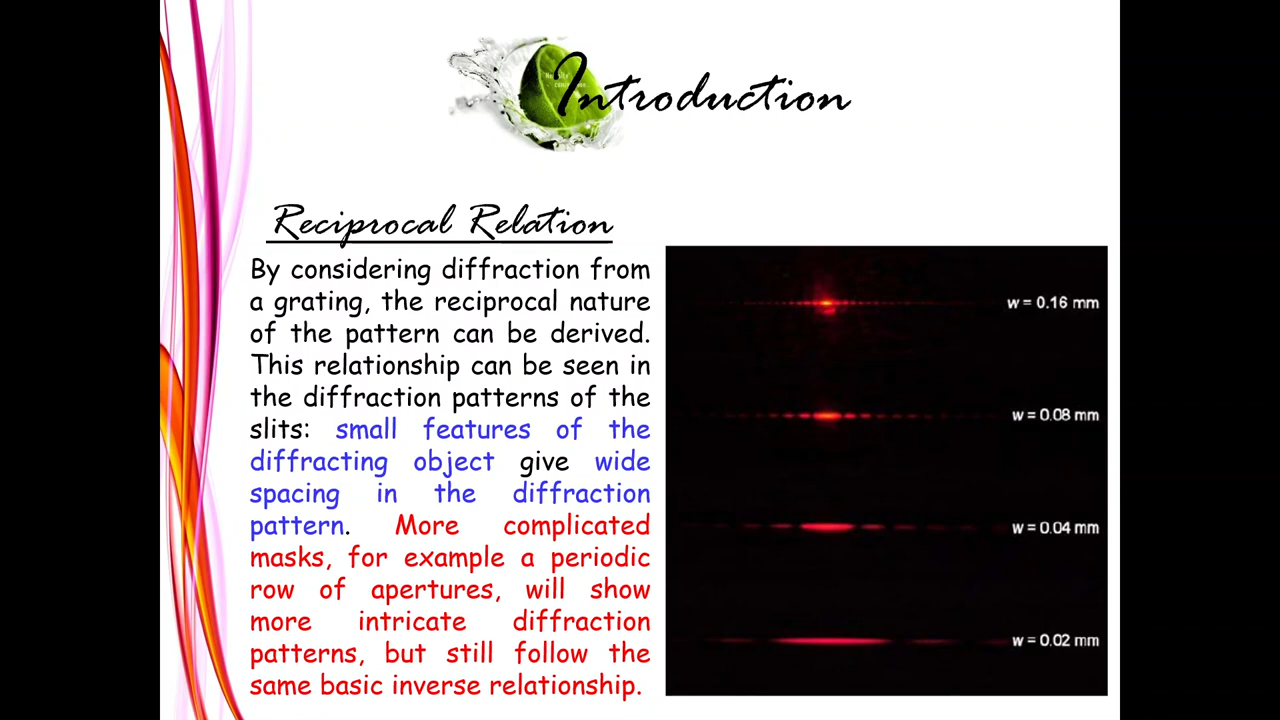 Introduction
Reciprocal Relation
By considering diffraction from
a grating, the reciprocal nature
of the pattern can be derived.
This relationship can be seen in
the diffraction patterns of the
slits: small features of the
diffracting object give wide
spacing in the diffraction
pattern. More complicated
masks, for example a periodic
row of apertures, will show
more intricate diffraction
patterns, but still follow the
same basic inverse relationship.
w = 0.16 mm
w = 0.08 mm
w = 0.04 mm
w = 0.02 mm